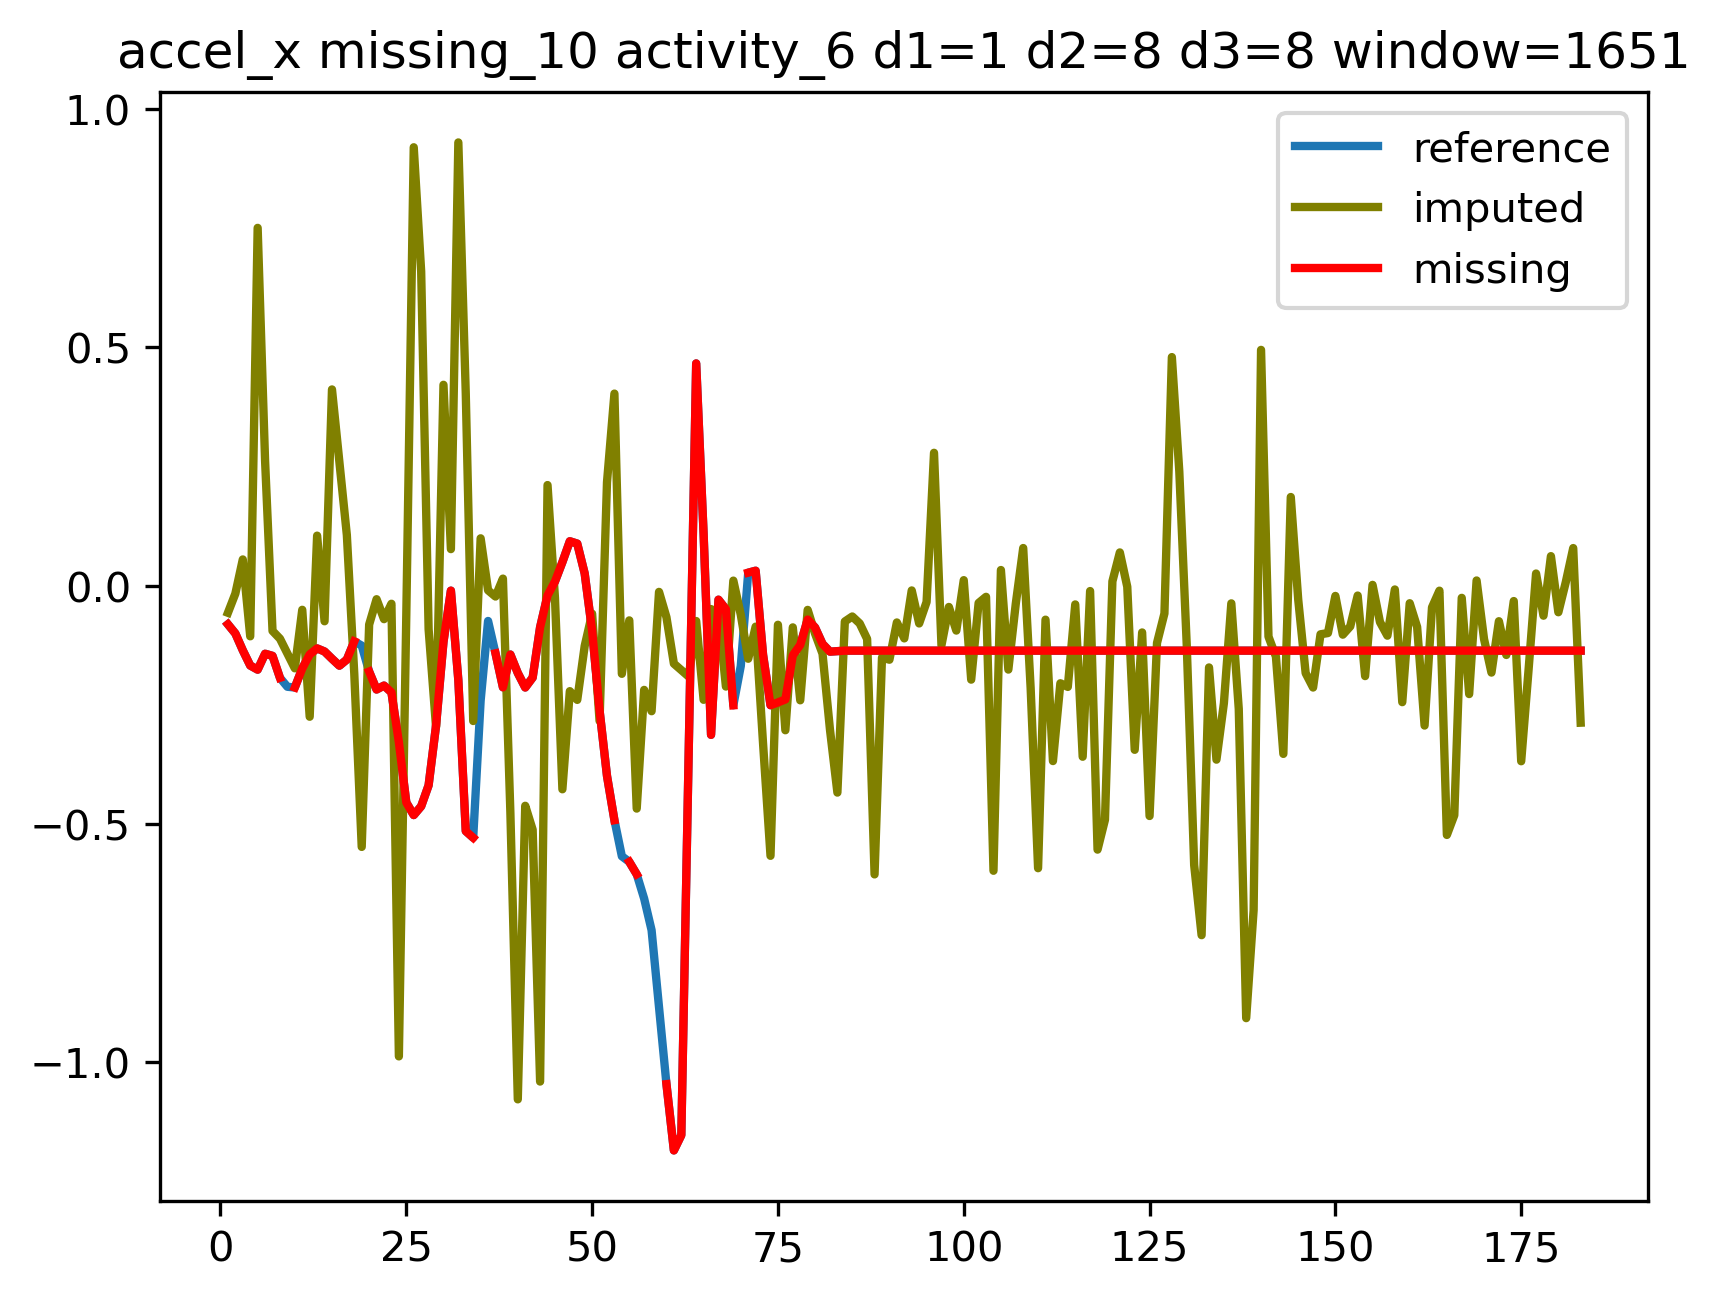 accel_x missing_10 activity_6 d1=1 d2=8 d3=8 window=1651
reference
imputed
missing
1.0
0.5
0.0
−0.5
−1.0
0 25 50 75 100 125 150 175